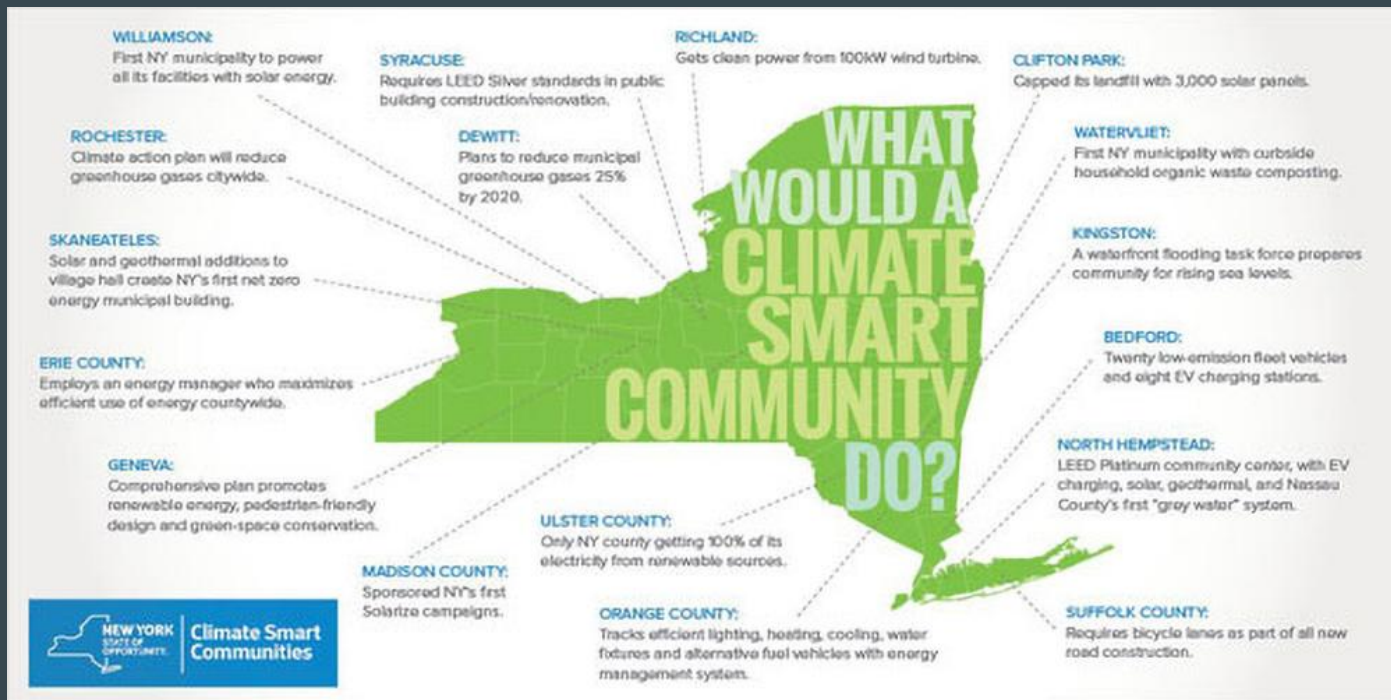 WILLIAMSON:
First NY municipality to power
all its facilities with solar energy.
SYRACUSE:
Requires LEED Silver standards in public
building construction/renovation.
RICHLAND:
Gets clean power from 100kW wind turbine.
CLIFTON PARK:
Capped its landfill with 3,000 solar panels.
ROCHESTER:
Climate action plan will reduce
greenhouse gases citywide.
DEWITT:
Plans to reduce municipal
greenhouse gases 25%
by 2020.
WATERVLIET:
First NY municipality with curbside
household organic waste composting.
SKANEATELES:
Solar and geothermal additions to
village hall create NY's first net zero
energy municipal building.
KINGSTON:
A waterfront flooding task force prepares
community for rising sea levels.
WHAT
WOULD A
CLIMATE
SMART
COMMUNITY
DO?
ERIE COUNTY:
Employs an energy manager who maximizes
efficient use of energy countywide.
BEDFORD:
Twenty low-emission fleet vehicles
and eight EV charging stations.
GENEVA:
Comprehensive plan promotes
renewable energy, pedestrian-friendly
design and green-space conservation.
NORTH HEMPSTEAD:
LEED Platinum community center, with EV
charging, solar, geothermal, and Nassau
County's first "grey water" system.
MADISON COUNTY:
Sponsored NY's first
Solarize campaigns.
ULSTER COUNTY:
Only NY county getting 100% of its
electricity from renewable sources.
ORANGE COUNTY:
Tracks efficient lighting, heating, cooling, water
fixtures and alternative fuel vehicles with energy
management system.
SUFFOLK COUNTY:
Requires bicycle lanes as part of all new
road construction.
NEW YORK
STATE OF
OPPORTUNITY.
Climate Smart
Communities